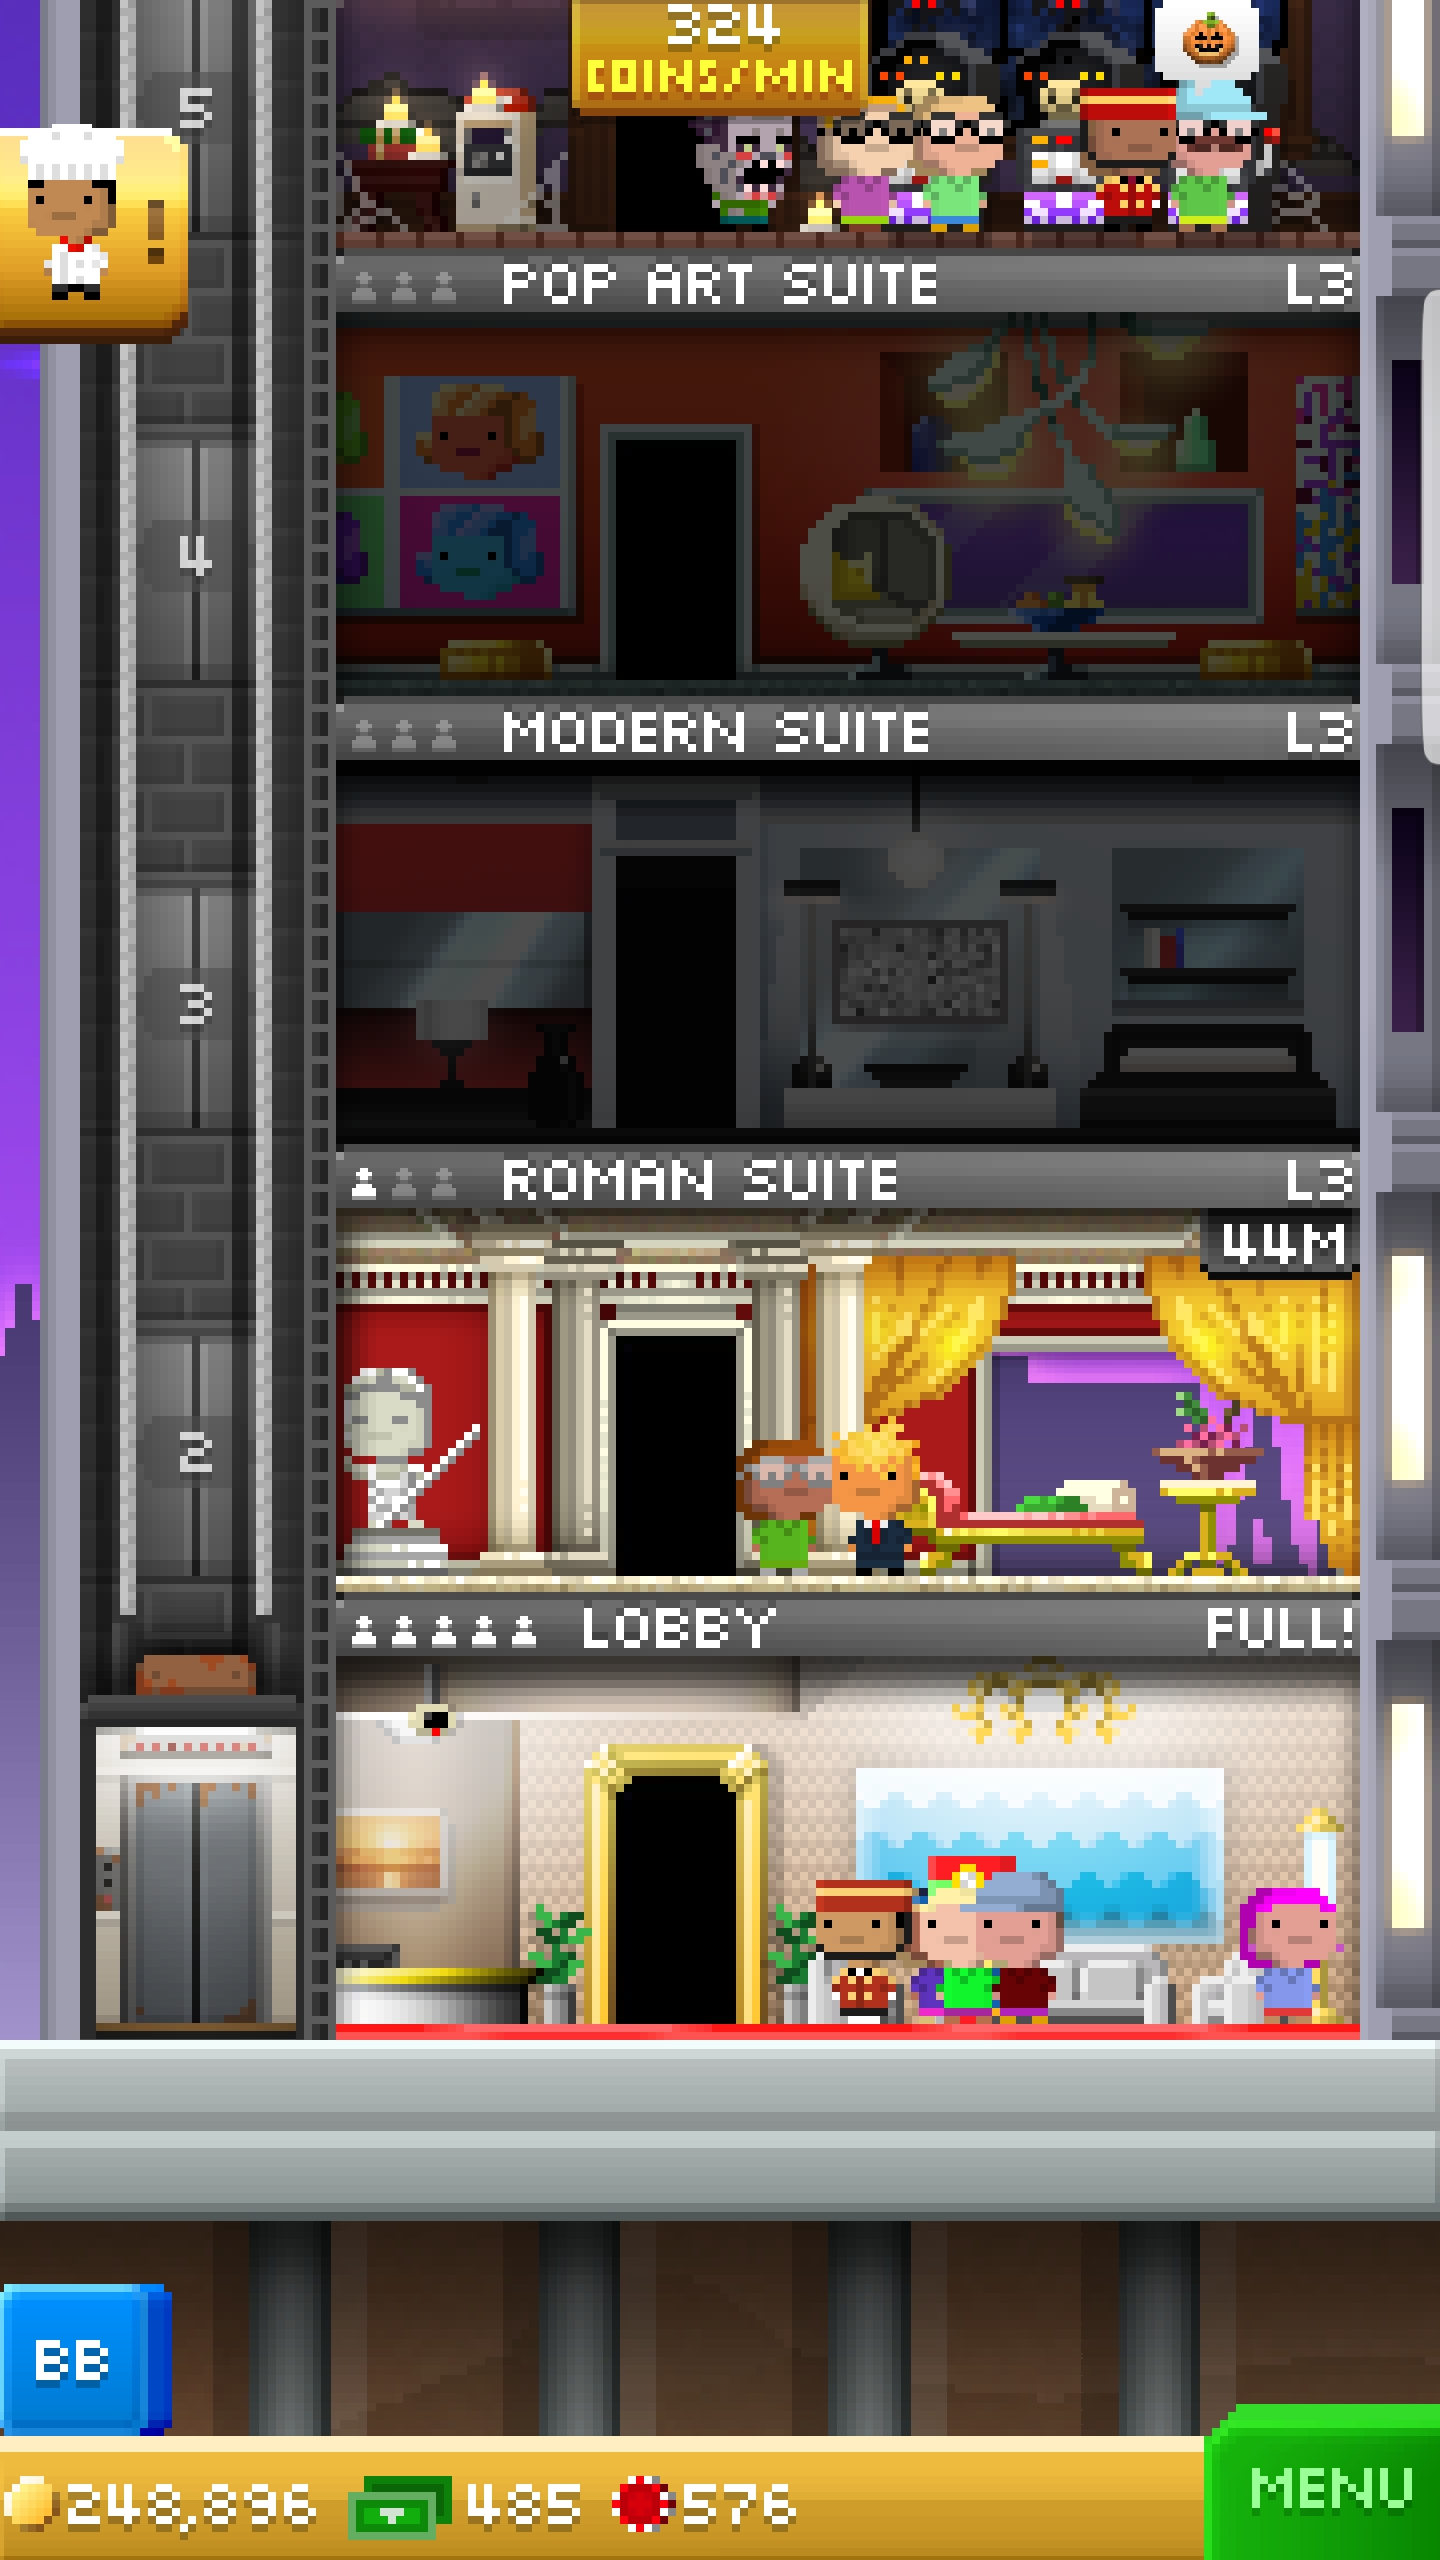 324
COINS/MIN
5
!
POP ART SUITE L3
4
MODERN SUITE L3
3
ROMAN SUITE L3
44M
2
LOBBY FULL!
BB
248,896 485 576
MENU